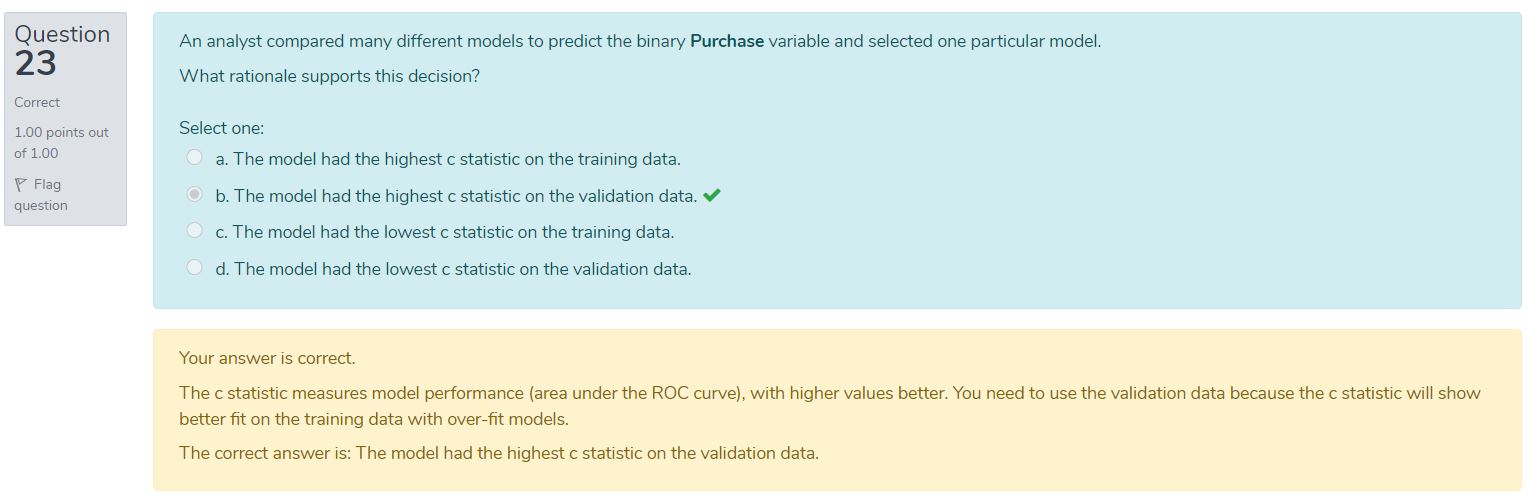 Question
23
Correct
1.00 points out
of 1.00
Flag
question
An analyst compared many different models to predict the binary Purchase variable and selected one particular model.
What rationale supports this decision?
Select one:
a. The model had the highest c statistic on the training data.
b. The model had the highest c statistic on the validation data.
c. The model had the lowest c statistic on the training data.
d. The model had the lowest c statistic on the validation data.
Your answer is correct.
The c statistic measures model performance (area under the ROC curve), with higher values better. You need to use the validation data because the c statistic will show
better fit on the training data with over-fit models.
The correct answer is: The model had the highest c statistic on the validation data.